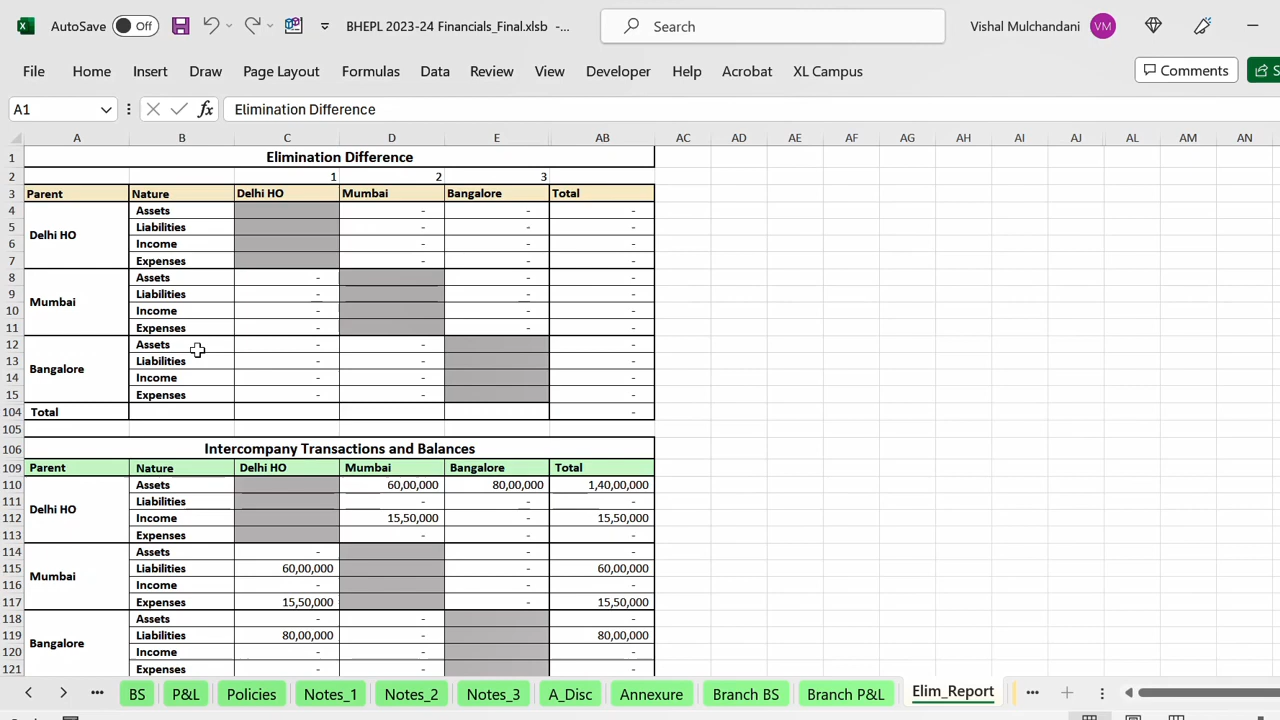 AutoSave Off BHEPL 2023-24 Financials_Final.xlsb -... Search Vishal Mulchandani VM
File Home Insert Draw Page Layout Formulas Data Review View Developer Help Acrobat XL Campus Comments S
A1 fx Elimination Difference
A B C D E AB AC AD AE AF AG AH AI AJ AL AM AN
1 Elimination Difference
2 1 2 3
3 Parent Nature Delhi HO Mumbai Bangalore Total
4 Assets - - -
5 Liabilities - - -
Delhi HO
6 Income - - -
7 Expenses - - -
8 Assets - - -
9 Liabilities - - -
Mumbai
10 Income - - -
11 Expenses - - -
12 Assets - - -
13 Liabilities - - -
Bangalore
14 Income - - -
15 Expenses - - -
104 Total -
105
106 Intercompany Transactions and Balances
109 Parent Nature Delhi HO Mumbai Bangalore Total
110 Assets 60,00,000 80,00,000 1,40,00,000
111 Liabilities - - -
Delhi HO
112 Income 15,50,000 - 15,50,000
113 Expenses - - -
114 Assets - - -
115 Liabilities 60,00,000 - 60,00,000
Mumbai
116 Income - - -
117 Expenses 15,50,000 - 15,50,000
118 Assets - - -
119 Liabilities 80,00,000 - 80,00,000
Bangalore
120 Income - - -
121 Expenses - - -
... BS P&L Policies Notes_1 Notes_2 Notes_3 A_Disc Annexure Branch BS Branch P&L Elim_Report ...